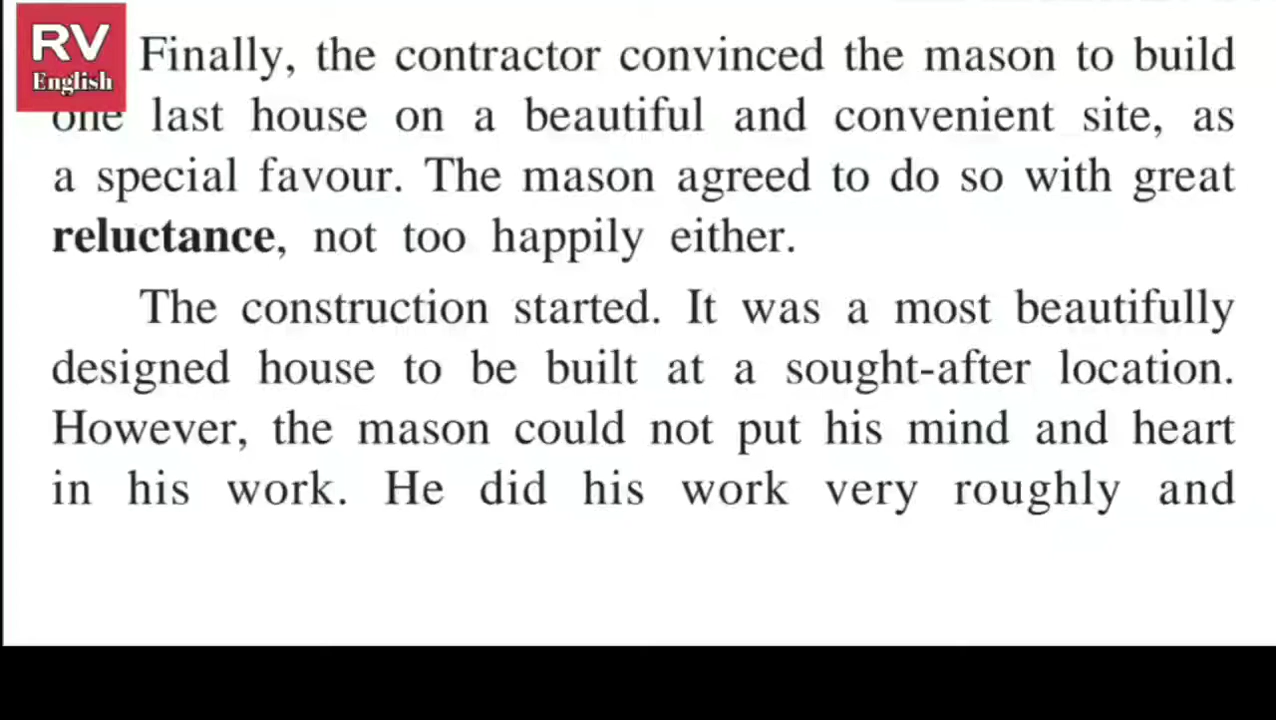 RV
English
Finally, the contractor convinced the mason to build
one last house on a beautiful and convenient site, as
a special favour. The mason agreed to do so with great
reluctance, not too happily either.
The construction started. It was a most beautifully
designed house to be built at a sought-after location.
However, the mason could not put his mind and heart
in his work. He did his work very roughly and